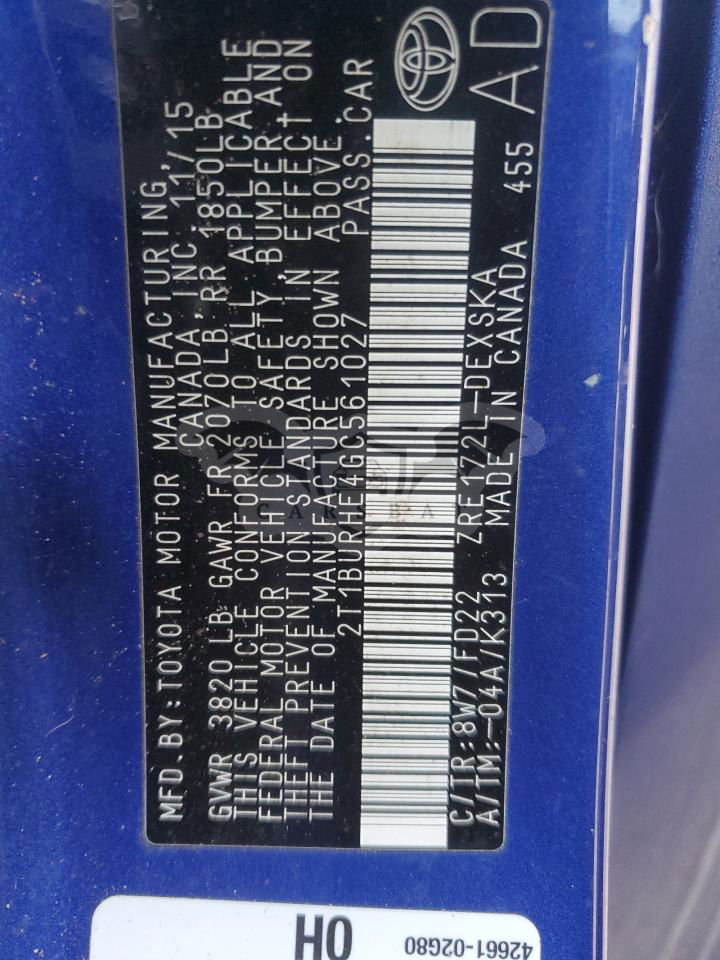 MFD.BY:TOYOTA MOTOR MANUFACTURING,
CANADA, INC. 11/15
GVWR 3820 LB GAWR FR 2070LB RR 1850LB
THIS VEHICLE CONFORMS TO ALL APPLICABLE
FEDERAL MOTOR VEHICLE SAFETY, BUMPER, AND
THEFT PREVENTION STANDARDS IN EFFECT ON
THE DATE OF MANUFACTURE SHOWN ABOVE.
2T1BURHE4GC561027 PASS.CAR
C/TR:8W7/FD22 ZRE172L-DEXSKA
A/TM:-04A/K313 MADE IN CANADA 455
AD
OH
42661-02G80
CARSBAY